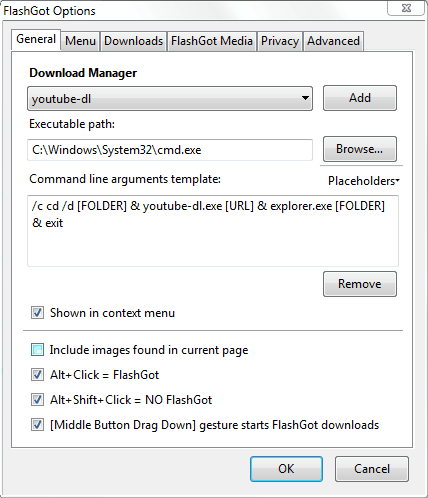 FlashGot Options
General Menu Downloads FlashGot Media Privacy Advanced
Download Manager
youtube-dl Add
Executable path:
C:\Windows\System32\cmd.exe Browse...
Command line arguments template: Placeholders
/c cd /d [FOLDER] & youtube-dl.exe [URL] & explorer.exe [FOLDER]
& exit
Remove
Shown in context menu
Include images found in current page
Alt+Click = FlashGot
Alt+Shift+Click = NO FlashGot
[Middle Button Drag Down] gesture starts FlashGot downloads
OK Cancel